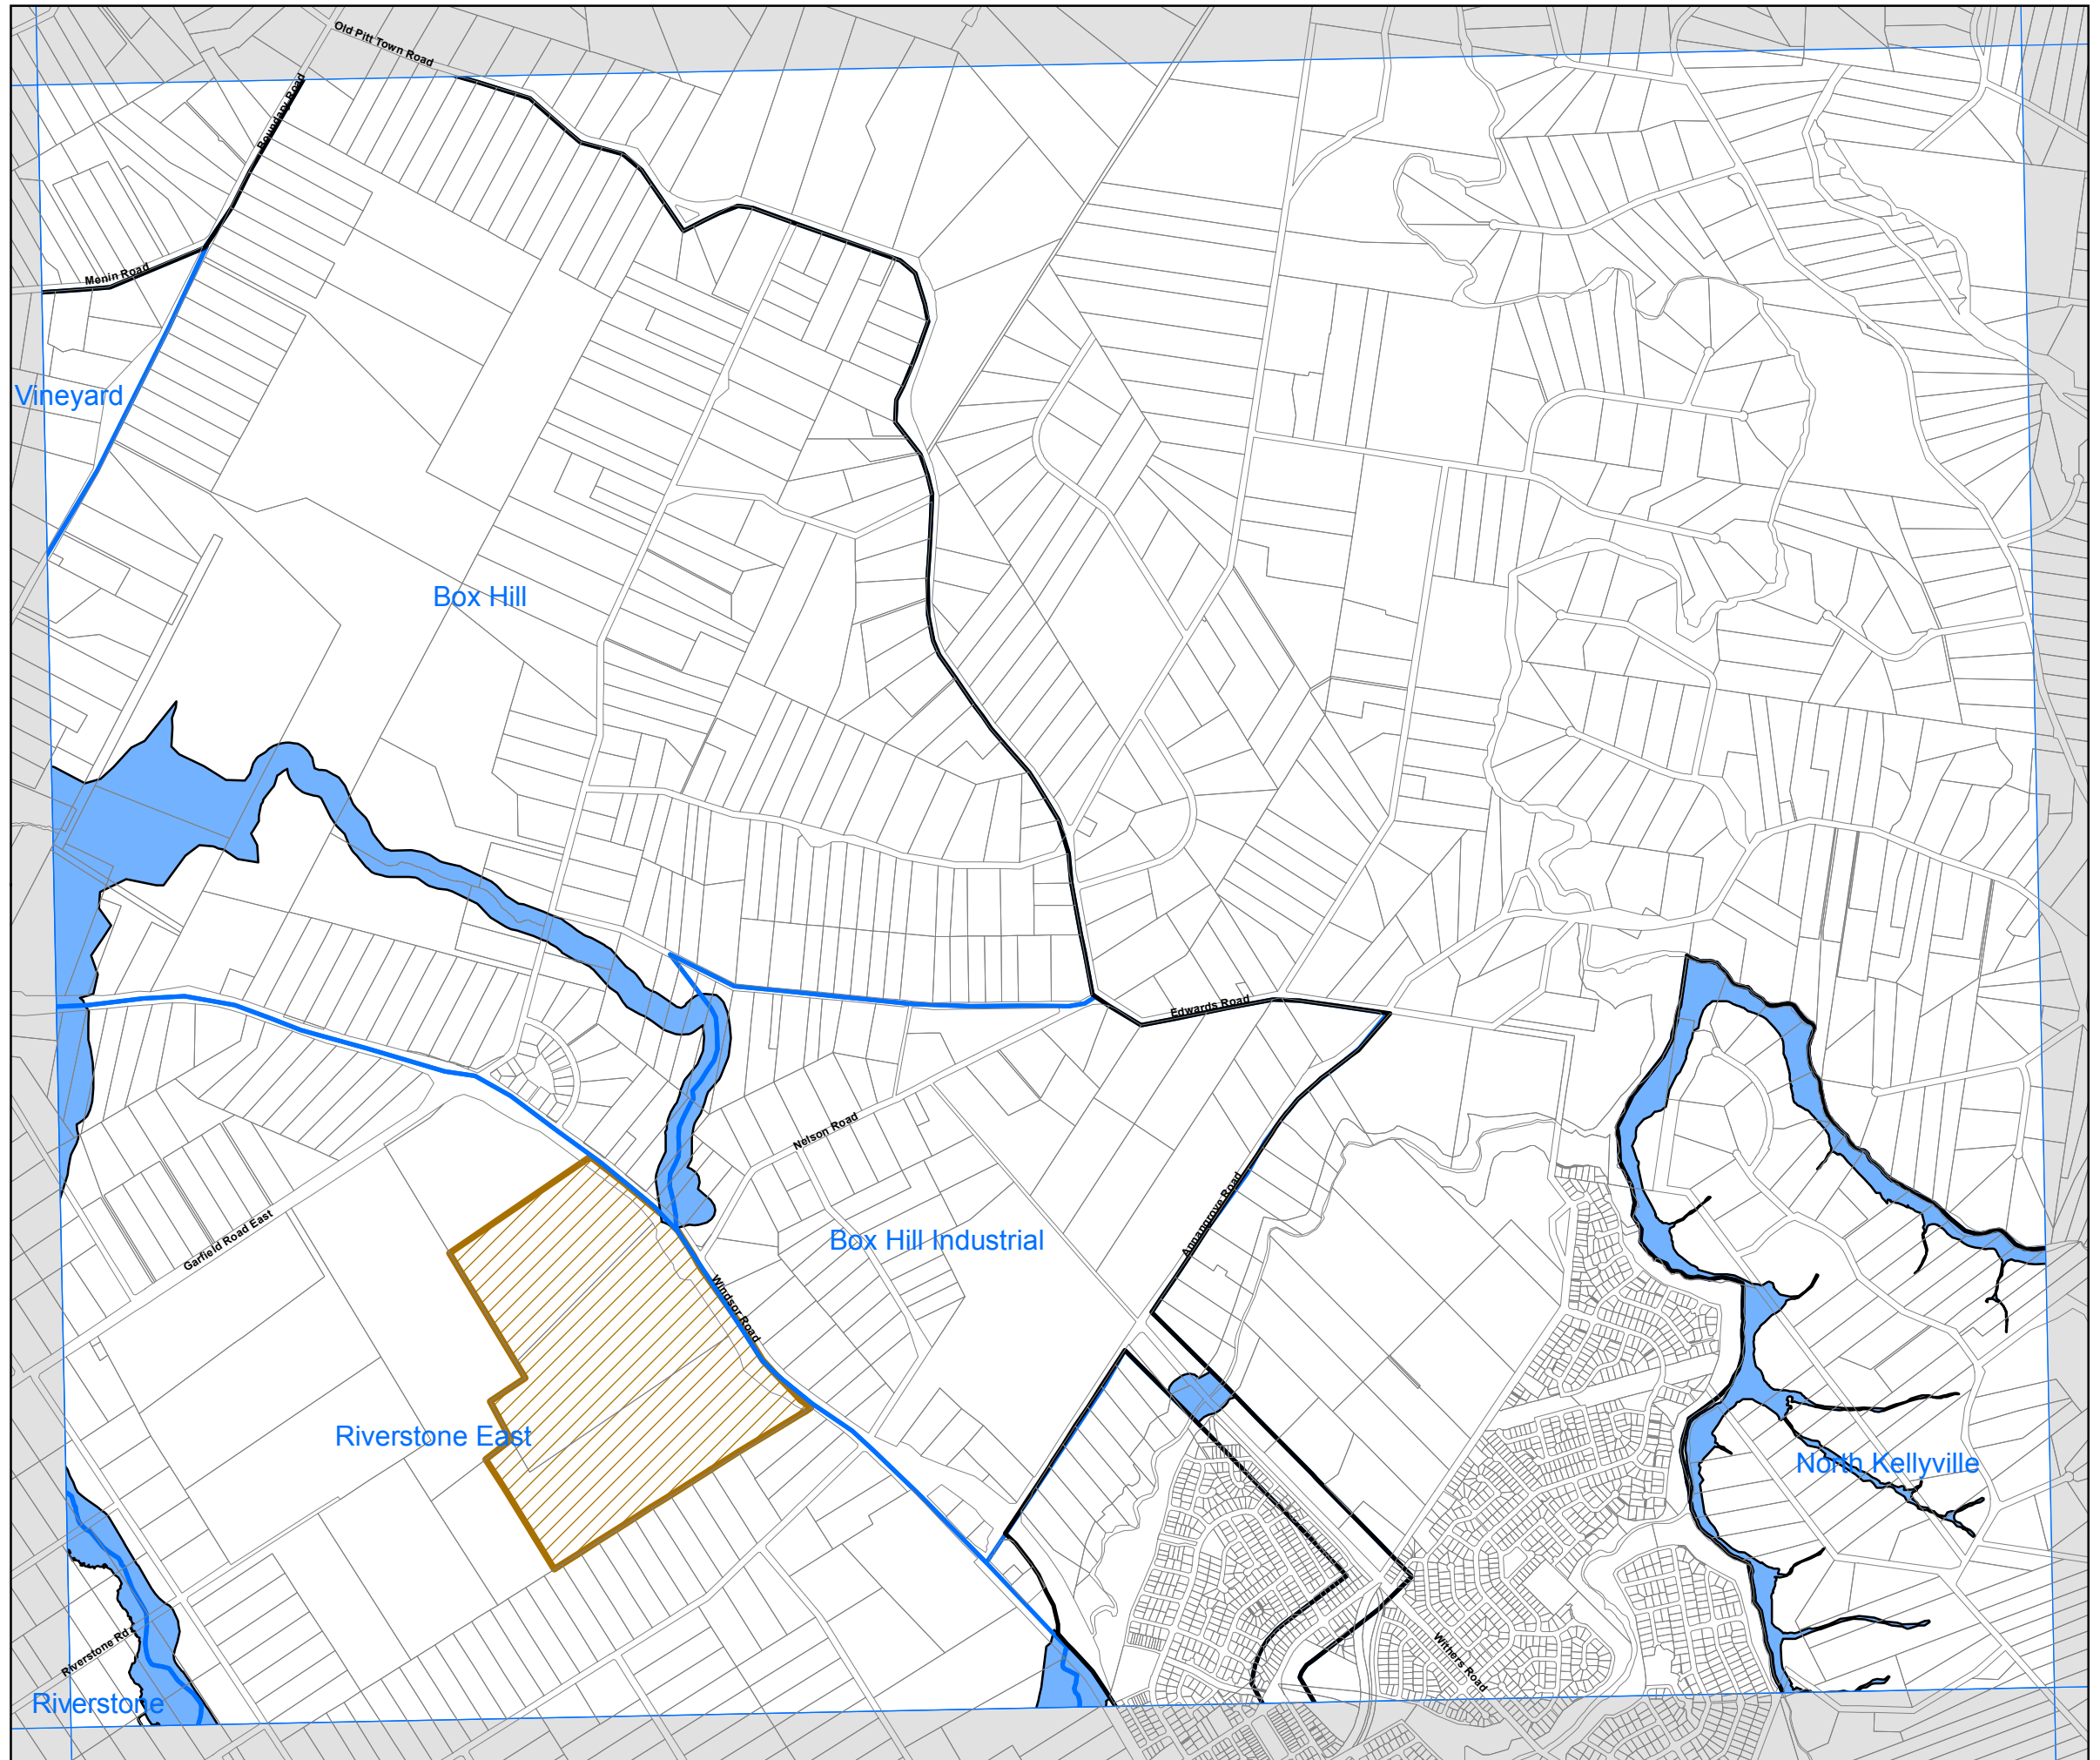 Old Pitt Town Road
Boundary Road
Menin Road
Vineyard
Box Hill
Edwards Road
Nelson Road
Annangrove Road
Garfield Road East
Box Hill Industrial
Windsor Road
Riverstone East
North Kellyville
Riverstone Rd
Withers Road
Riverstone